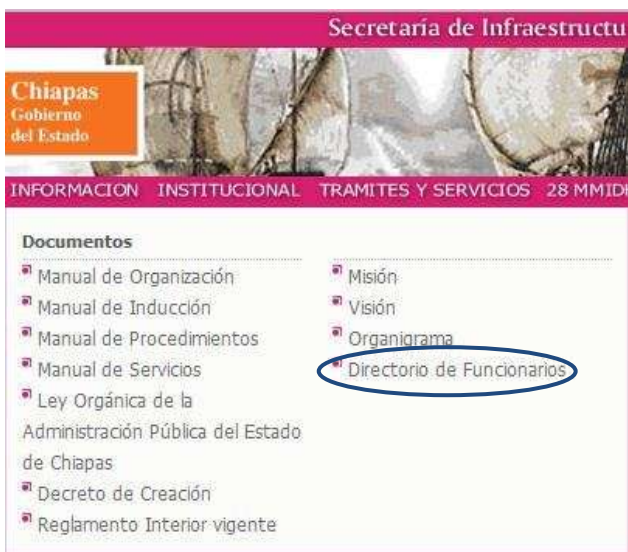 Secretaría de Infraestructu
Chiapas
Gobierno
del Estado
INFORMACION INSTITUCIONAL TRAMITES Y SERVICIOS 28 MMID
Documentos
Manual de Organización
Manual de Inducción
Manual de Procedimientos
Manual de Servicios
Ley Orgánica de la
Administración Pública del Estado
de Chiapas
Decreto de Creación
Reglamento Interior vigente
Misión
Visión
Organigrama
Directorio de Funcionarios